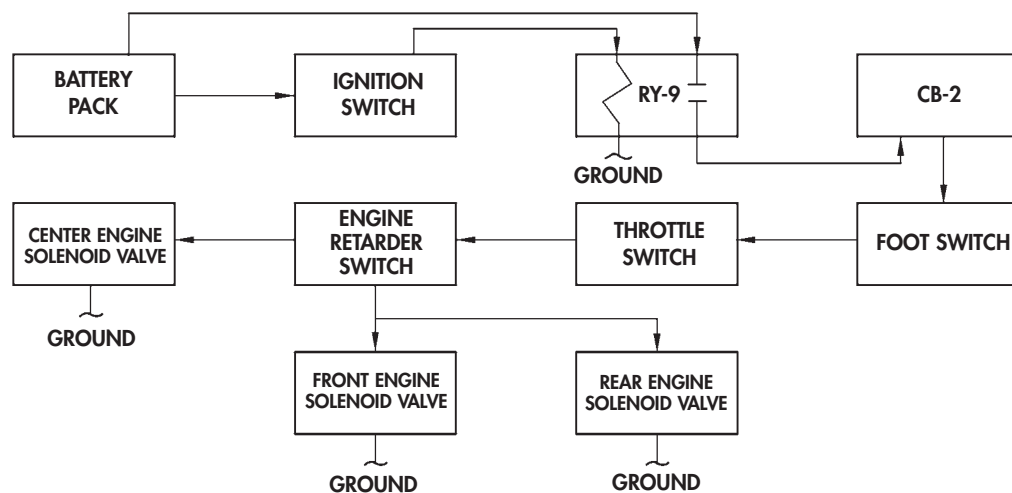 BATTERY
PACK
IGNITION
SWITCH
RY-9
CB-2
GROUND
CENTER ENGINE
SOLENOID VALVE
ENGINE
RETARDER
SWITCH
THROTTLE
SWITCH
FOOT SWITCH
GROUND
FRONT ENGINE
SOLENOID VALVE
REAR ENGINE
SOLENOID VALVE
GROUND
GROUND